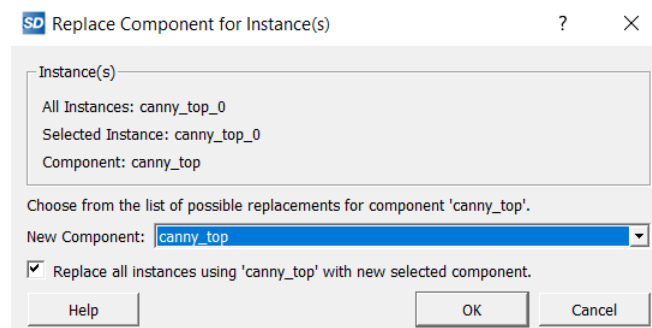 SD Replace Component for Instance(s) ?
Instance(s)
All Instances: canny_top_0
Selected Instance: canny_top_0
Component: canny_top
Choose from the list of possible replacements for component 'canny_top'.
New Component: canny_top
Replace all instances using 'canny_top' with new selected component.
Help OK Cancel